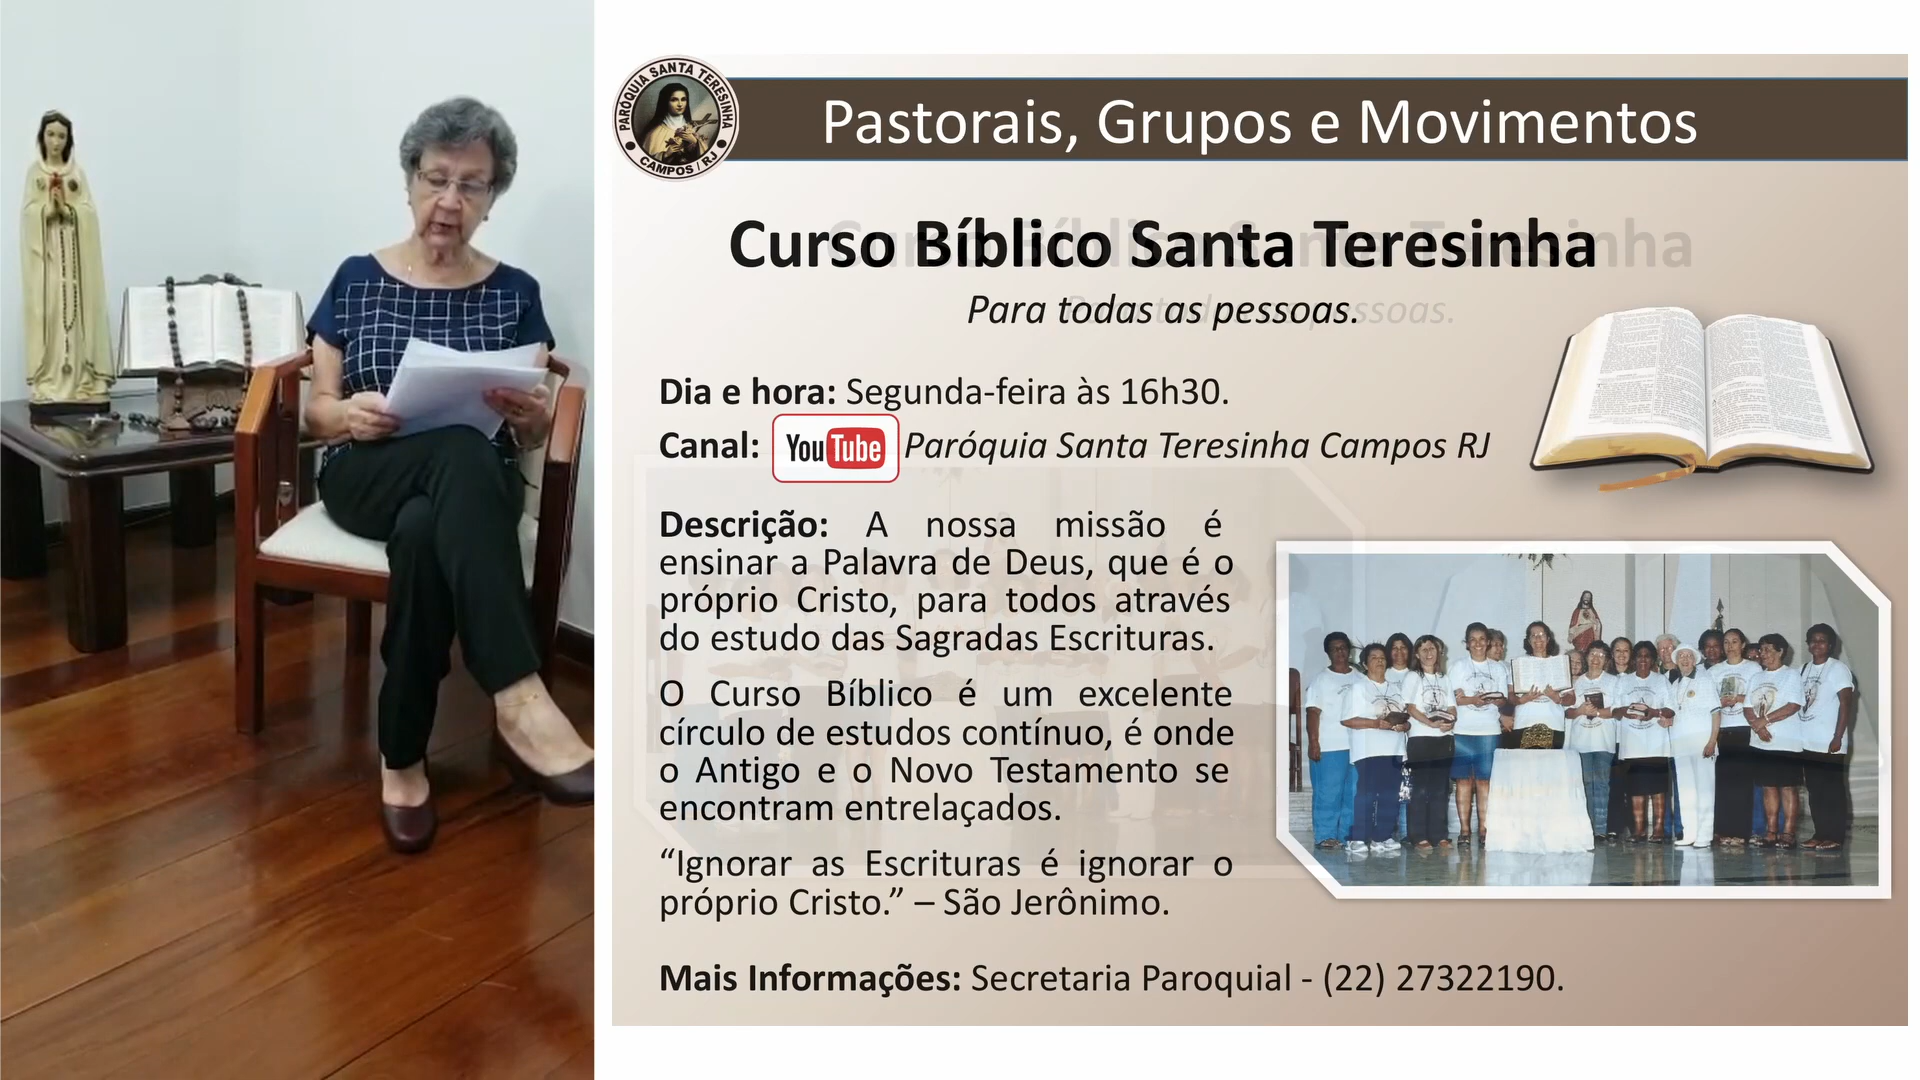 PARÓQUIA SANTA TERESINHA
CAMPOS / RJ
Pastorais, Grupos e Movimentos
Curso Bíblico Santa Teresinha
Para todas as pessoas.
Dia e hora: Segunda-feira às 16h30.
Canal: YouTube Paróquia Santa Teresinha Campos RJ
Descrição: A nossa missão é
ensinar a Palavra de Deus, que é o
próprio Cristo, para todos através
do estudo das Sagradas Escrituras.
O Curso Bíblico é um excelente
círculo de estudos contínuo, é onde
o Antigo e o Novo Testamento se
encontram entrelaçados.
“Ignorar as Escrituras é ignorar o
próprio Cristo.” – São Jerônimo.
Mais Informações: Secretaria Paroquial - (22) 27322190.